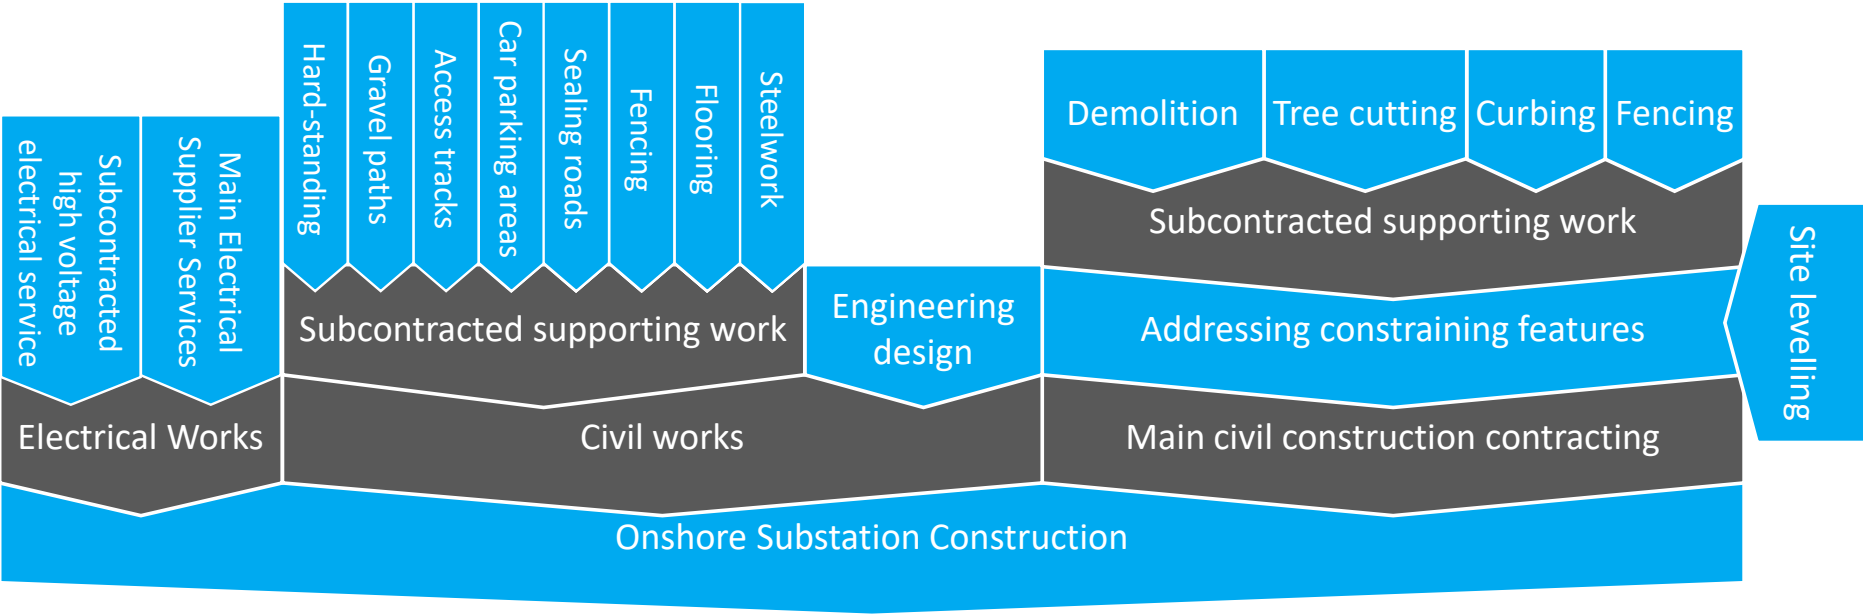 Subcontracted
high voltage
electrical service
Main Electrical
Supplier Services
Electrical Works
Hard-standing
Gravel paths
Access tracks
Car parking areas
Sealing roads
Fencing
Flooring
Steelwork
Subcontracted supporting work
Engineering
design
Civil works
Demolition
Tree cutting
Curbing
Fencing
Subcontracted supporting work
Addressing constraining features
Site levelling
Main civil construction contracting
Onshore Substation Construction